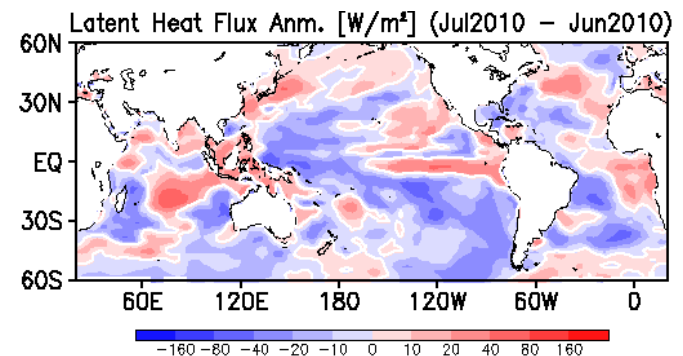 Latent Heat Flux Anm. [W/m²] (Jul2010 – Jun2010)
60N
30N
EQ
30S
60S
60E 120E 180 120W 60W 0
−160 −80 −40 −20 −10 0 10 20 40 80 160